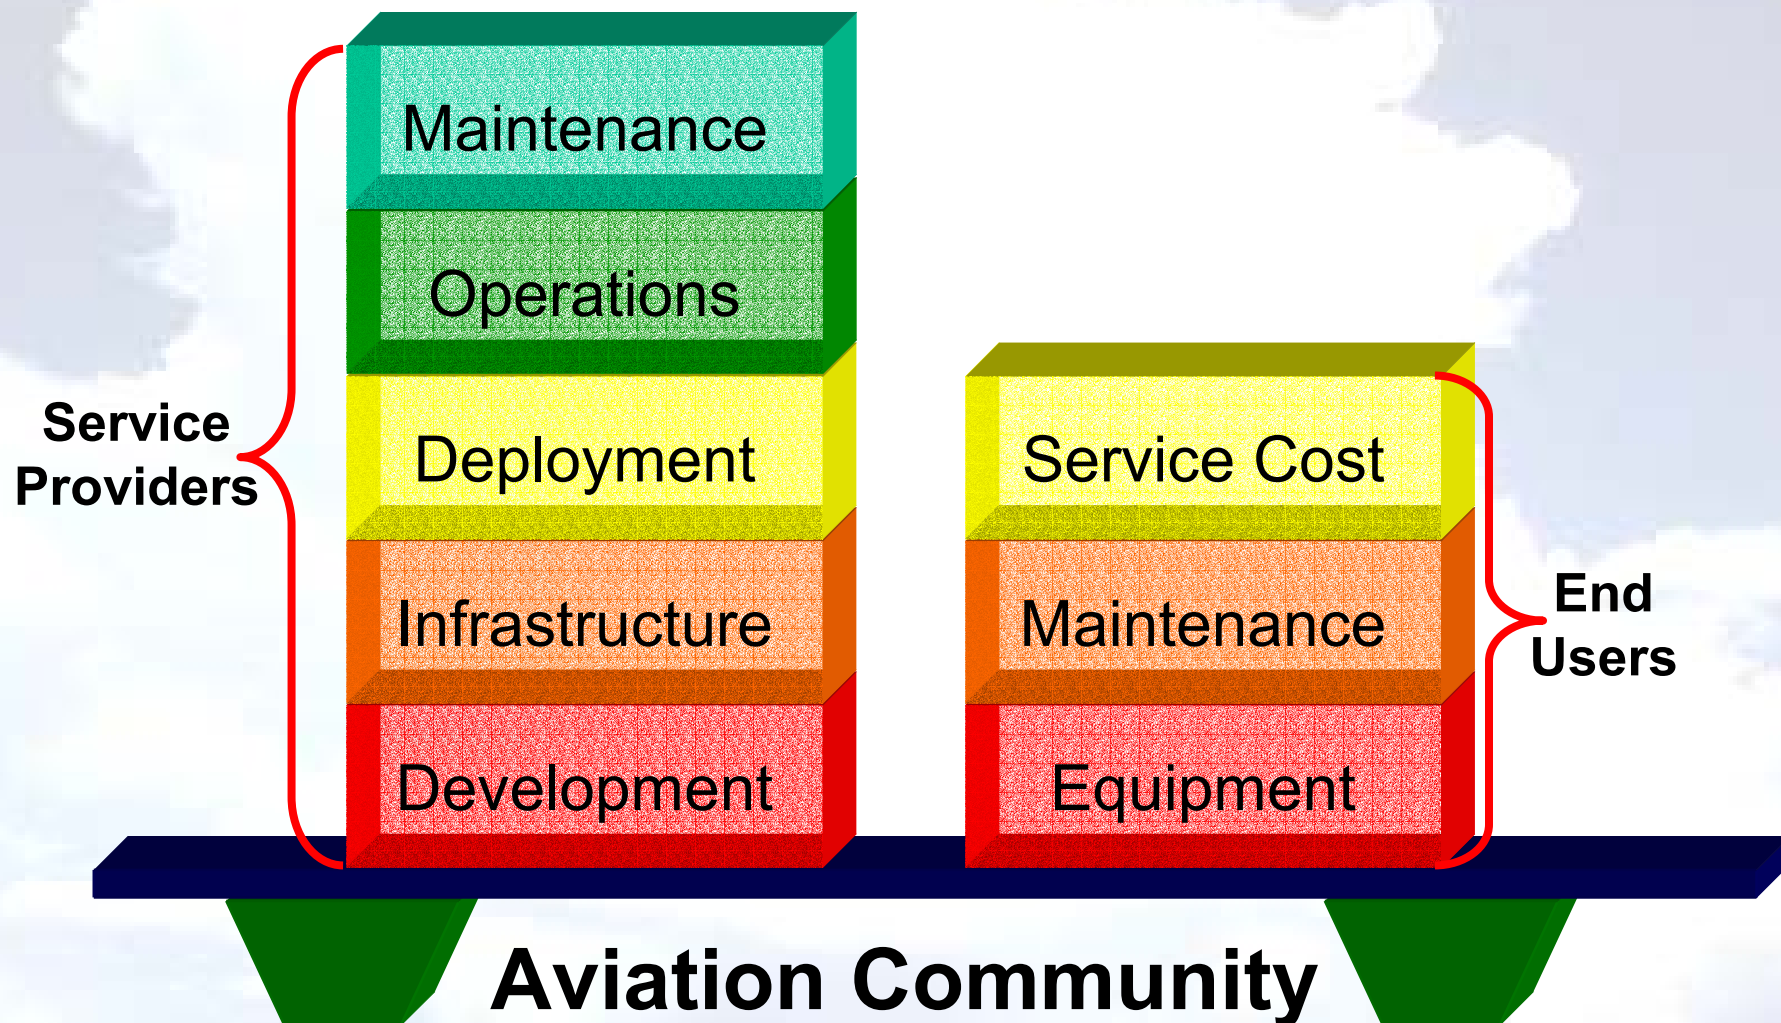 Service
Providers
Maintenance
Operations
Deployment
Infrastructure
Development
Service Cost
Maintenance
Equipment
End
Users
Aviation Community